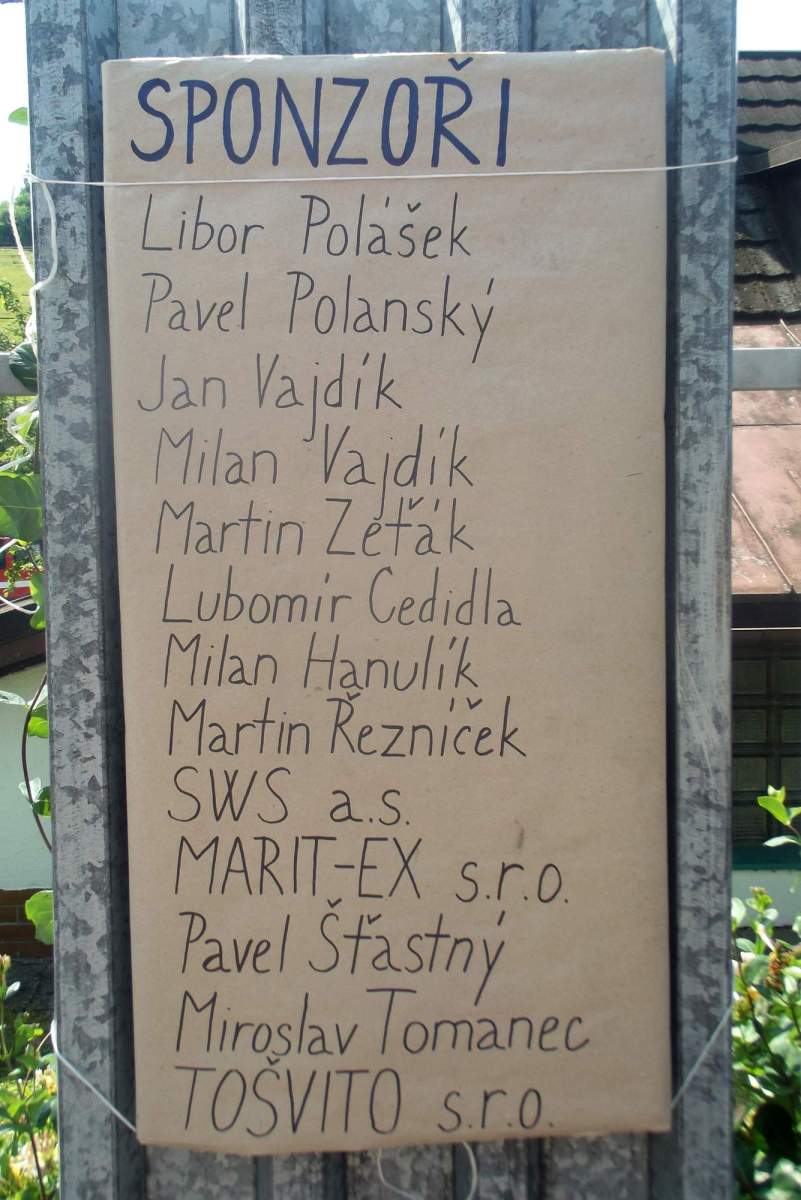 SPONZOŘI
Libor Polášek
Pavel Polanský
Jan Vajdík
Milan Vajdík
Martin Zeťák
Lubomir Cedidla
Milan Hanulík
Martin Řezníček
SWS a.s.
MARIT-EX s.r.o.
Pavel Šťastný
Miroslav Tomanec
TOŠVITO s.r.o.